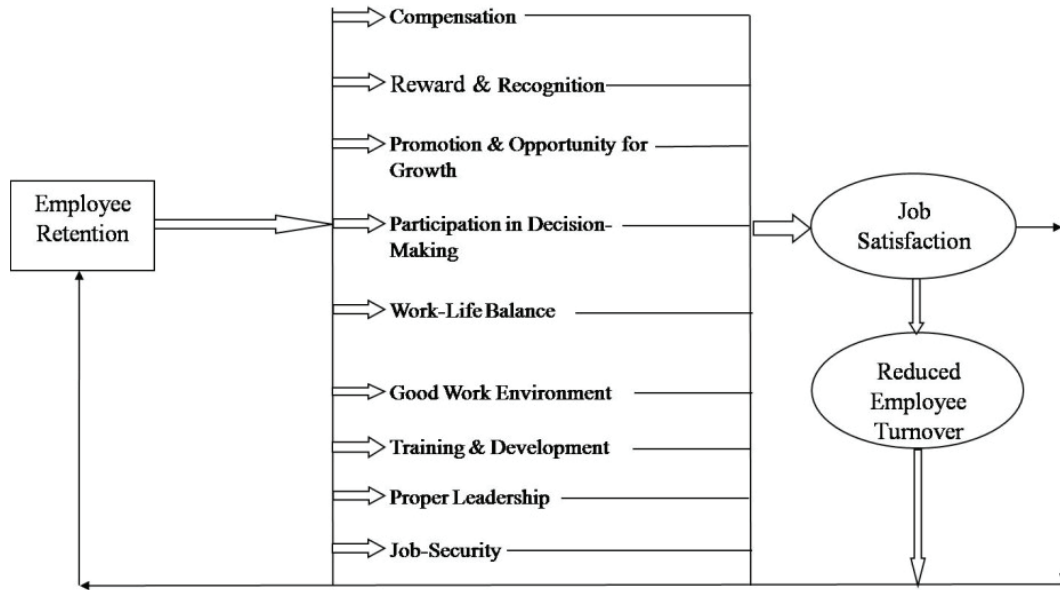 Compensation
Reward & Recognition
Promotion & Opportunity for
Growth
Employee
Retention
Participation in Decision-
Making
Job
Satisfaction
Work-Life Balance
Good Work Environment
Reduced
Employee
Turnover
Training & Development
Proper Leadership
Job-Security